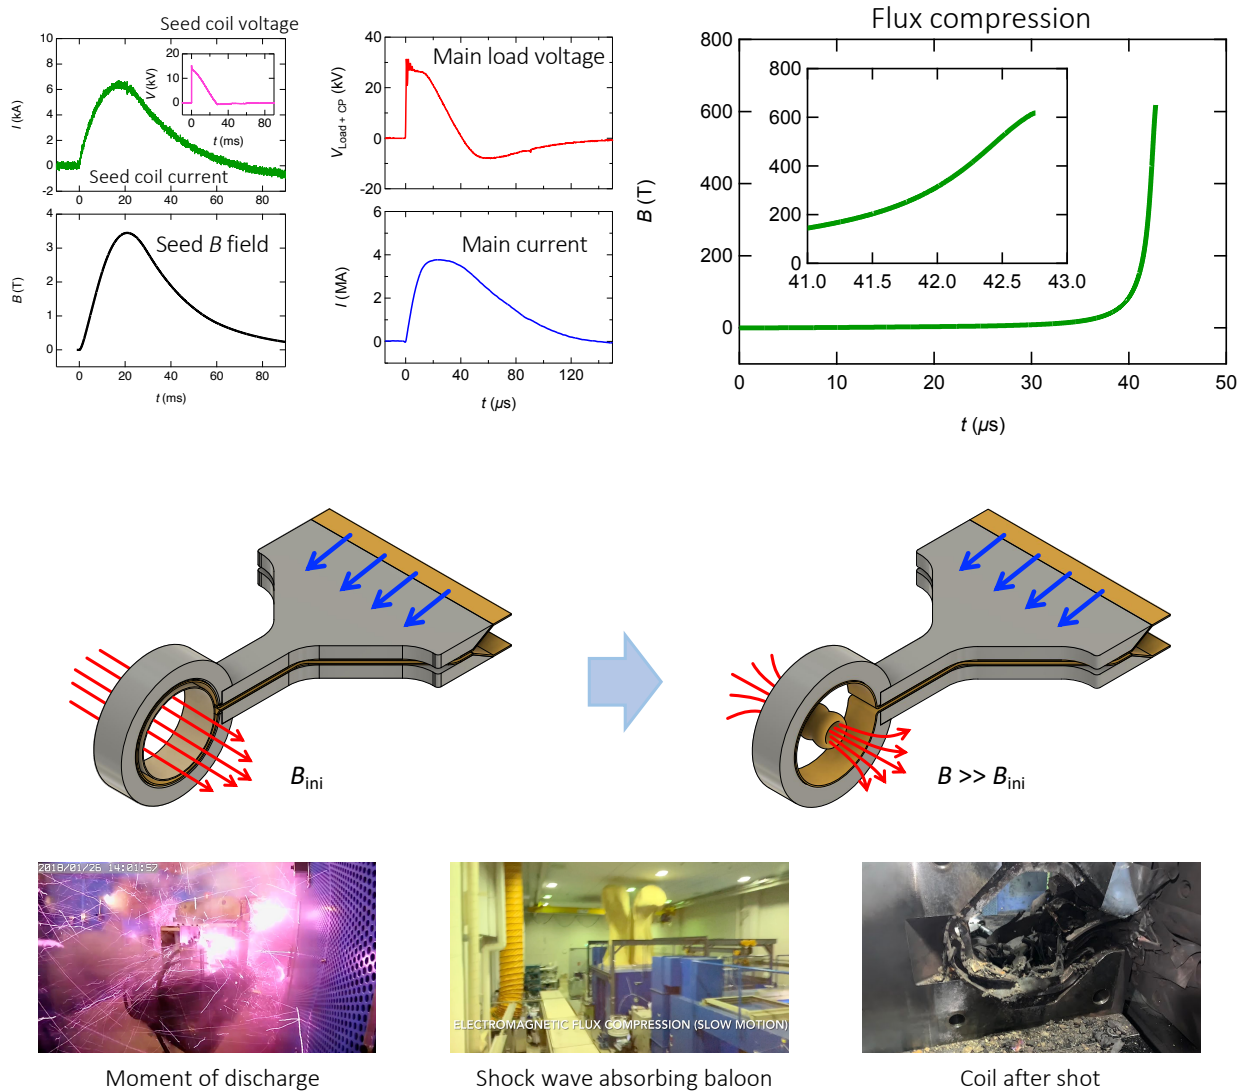 Seed coil voltage
8
6
4
2
0
-2
I (kA)
20
10
0
V (kV)
0
40
80
t (ms)
Seed coil current
0
20
40
60
80
4
3
2
1
0
B (T)
Seed B field
0
20
40
60
80
t (ms)
40
20
0
-20
V Load + CP (kV)
Main load voltage
6
4
2
0
I (MA)
Main current
0
40
80
120
t (µs)
Flux compression
800
600
400
200
0
B (T)
800
600
400
200
0
41.0
41.5
42.0
42.5
43.0
0
10
20
30
40
50
t (µs)
Bini
B >> Bini
2018/01/26 14:01:57
ELECTROMAGNETIC FLUX COMPRESSION (SLOW MOTION)
Moment of discharge
Shock wave absorbing baloon
Coil after shot